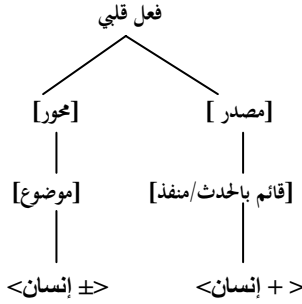 فعل قلبي
[مصدر ] [محور]
[قائم بالحدث/منفذ] [موضوع]
< + إنسان> <± إنسان>